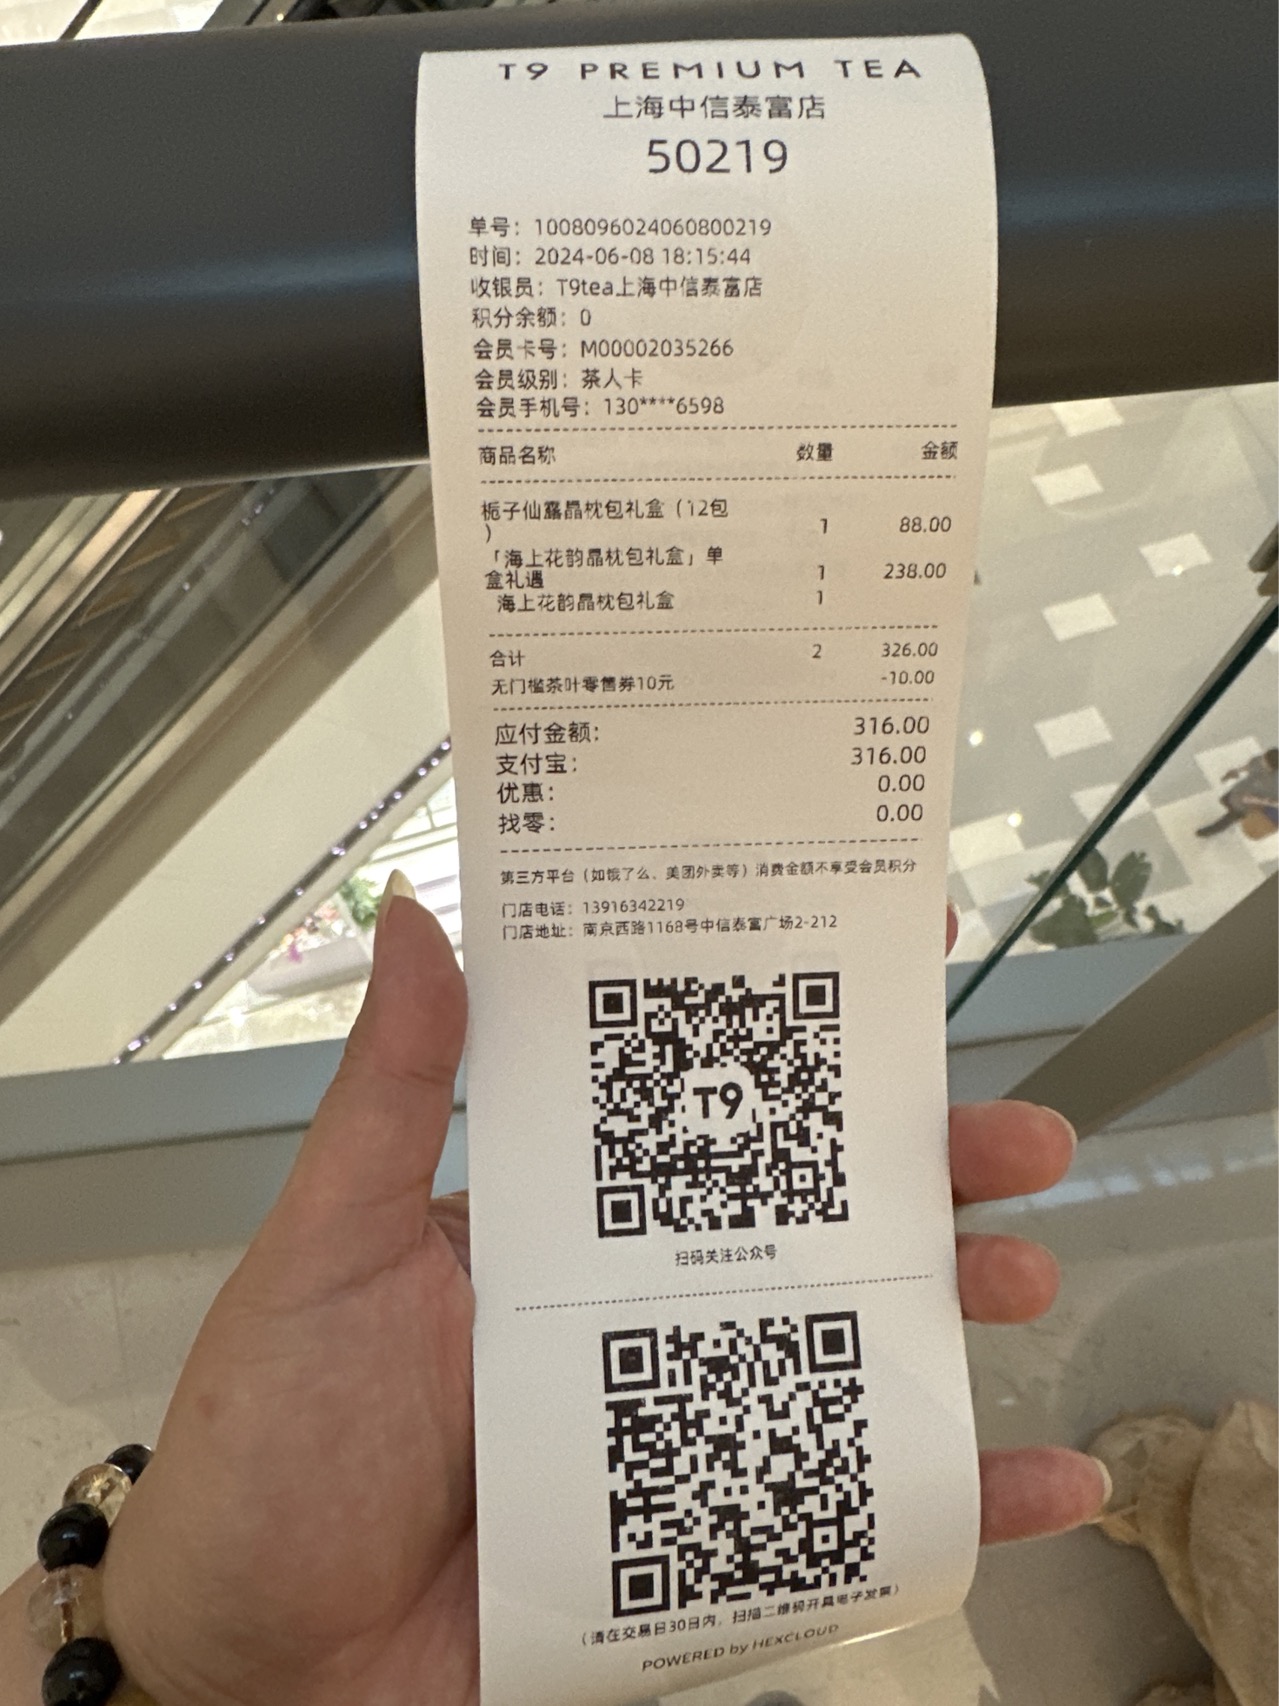 T9 PREMIUM TEA
上海中信泰富店
50219
单号：1008096024060800219
时间：2024-06-08 18:15:44
收银员：T9tea上海中信泰富店
积分余额：0
会员卡号：M00002035266
会员级别：茶人卡
会员手机号：130****6598
商品名称 数量 金额
栀子仙露晶枕包礼盒（12包
） 1 88.00
「海上花韵晶枕包礼盒」单
盒礼遇 1 238.00
海上花韵晶枕包礼盒 1
合计 2 326.00
无门槛茶叶零售券10元 -10.00
应付金额： 316.00
支付宝： 316.00
优惠： 0.00
找零： 0.00
第三方平台（如饿了么、美团外卖等）消费金额不享受会员积分
门店电话：13916342219
门店地址：南京西路1168号中信泰富广场2-212
T9
扫码关注公众号
（请在交易日30日内，扫描二维码开具电子发票）
POWERED by HEXCLOUD